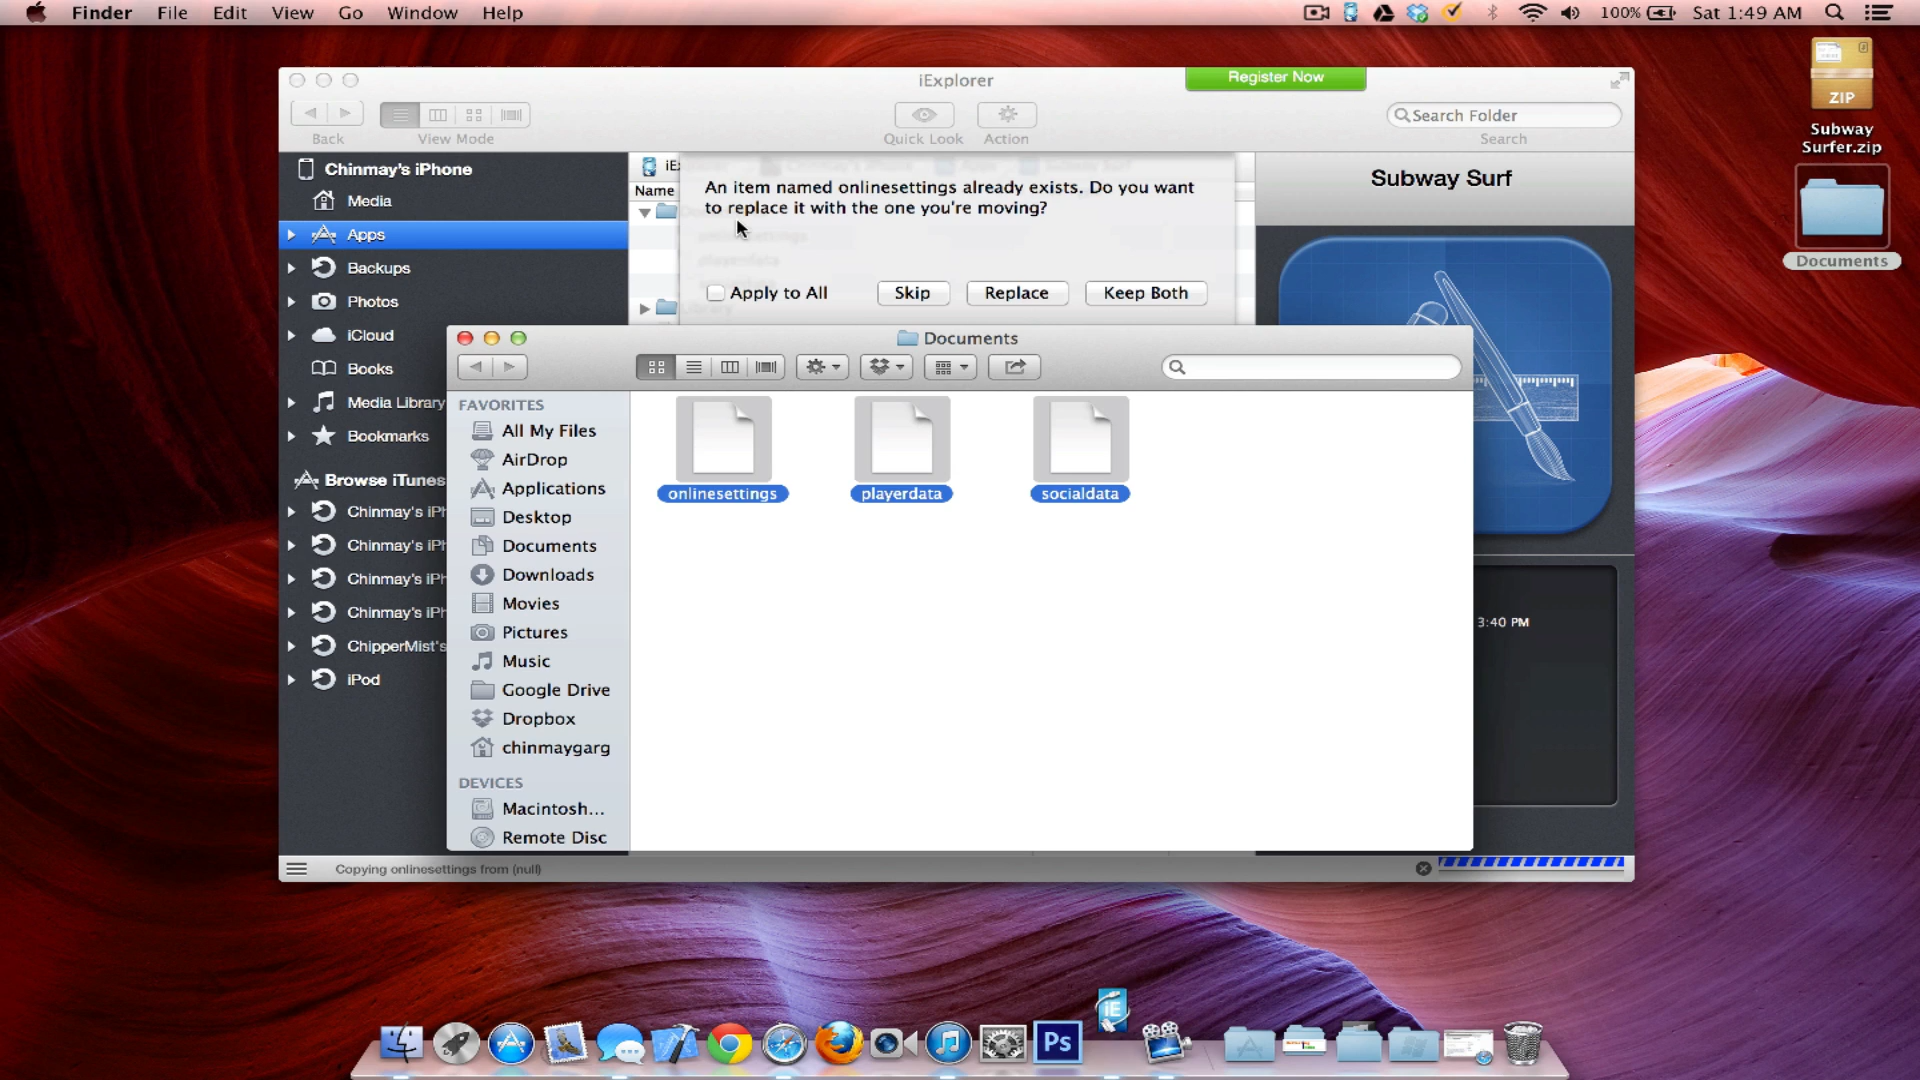 Finder File Edit View Go Window Help
100% Sat 1:49 AM
ZIP
Subway
Surfer.zip
Documents
iExplorer
Register Now
Search Folder
Back
View Mode
Quick Look
Action
Search
Chinmay's iPhone
Media
Apps
Backups
Photos
iCloud
Books
Media Library
Bookmarks
Browse iTunes
Chinmay's iPh
Chinmay's iPh
Chinmay's iPh
Chinmay's iPh
ChipperMist's
iPod
Name
An item named onlinesettings already exists. Do you want
to replace it with the one you're moving?
Apply to All
Skip
Replace
Keep Both
Subway Surf
3:40 PM
Documents
FAVORITES
All My Files
AirDrop
Applications
Desktop
Documents
Downloads
Movies
Pictures
Music
Google Drive
Dropbox
chinmaygarg
DEVICES
Macintosh...
Remote Disc
onlinesettings
playerdata
socialdata
Copying onlinesettings from (null)
iE
Ps